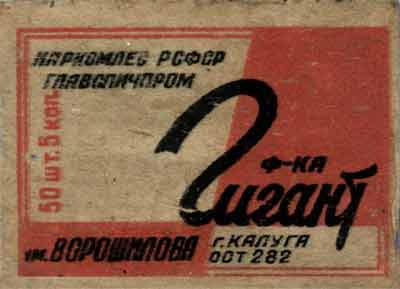 НАРКОМЛЕС РСФСР
ГЛАВСПИЧПРОМ
50 шт. 5 коп.
Ф-КА
Гигант
им. ВОРОШИЛОВА
г. КАЛУГА
ОСТ 282